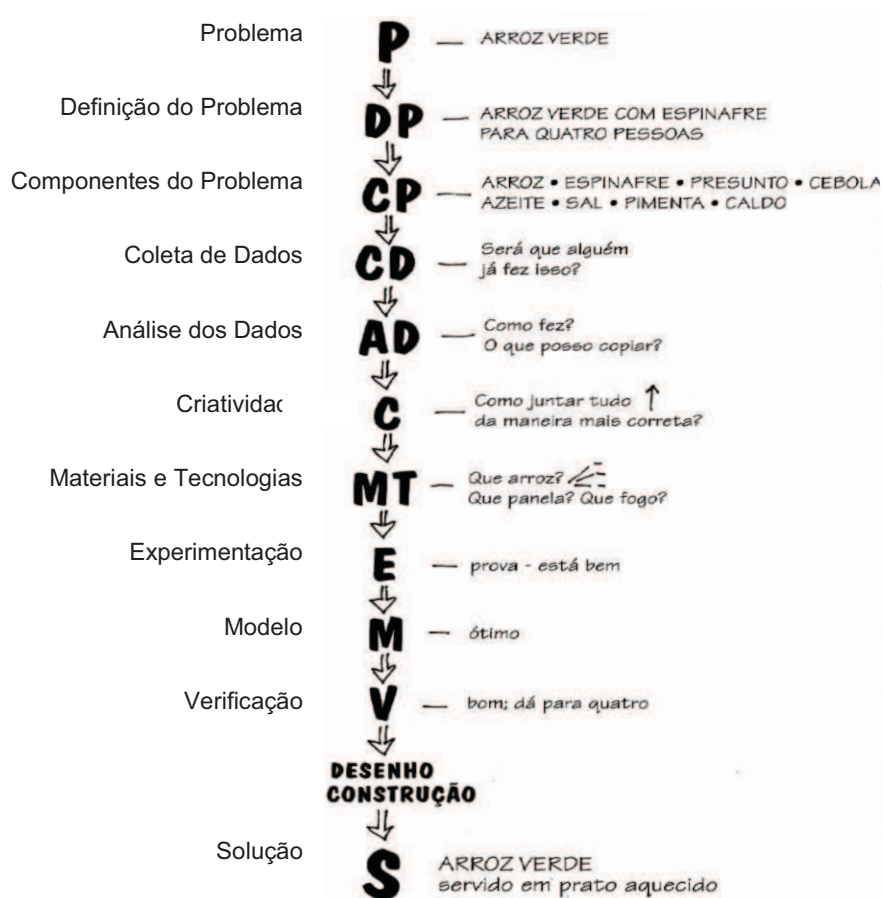 Problema P — ARROZ VERDE
Definição do Problema DP — ARROZ VERDE COM ESPINAFRE
PARA QUATRO PESSOAS
Componentes do Problema CP — ARROZ • ESPINAFRE • PRESUNTO • CEBOLA
AZEITE • SAL • PIMENTA • CALDO
Coleta de Dados CD — Será que alguém
já fez isso?
Análise dos Dados AD — Como fez?
O que posso copiar?
Criativida C — Como juntar tudo
da maneira mais correta?
Materiais e Tecnologias MT — Que arroz?
Que panela? Que fogo?
Experimentação E — prova - está bem
Modelo M — ótimo
Verificação V — bom; dá para quatro
DESENHO
CONSTRUÇÃO
Solução S ARROZ VERDE
servido em prato aquecido